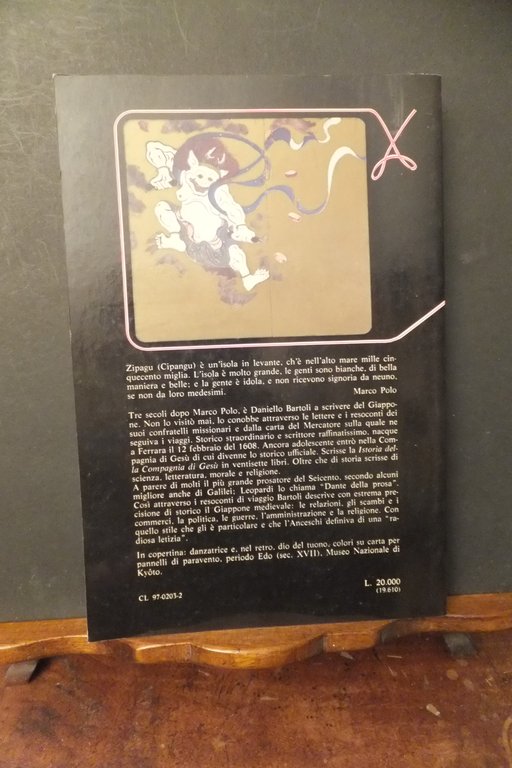 Zipagu (Cipangu) è un'isola in levante, ch'è nell'alto mare mille cin-
quecento miglia. L'isola è molto grande, le genti sono bianche, di bella
maniera e belle; e la gente è idola, e non ricevono signoria da neuno,
se non da loro medesimi. Marco Polo
Tre secoli dopo Marco Polo, è Daniello Bartoli a scrivere del Giappo-
ne. Non lo visitò mai, lo conobbe attraverso le lettere e i resoconti dei
suoi confratelli missionari e dalla carta del Mercatore sulla quale ne
seguiva i viaggi. Storico straordinario e scrittore raffinatissimo, nacque
a Ferrara il 12 febbraio del 1608. Ancora adolescente entrò nella Com-
pagnia di Gesù di cui divenne lo storico ufficiale. Scrisse la Istoria del-
la Compagnia di Gesù in ventisette libri. Oltre che di storia scrisse di
scienza, letteratura, morale e religione.
A parere di molti il più grande prosatore del Seicento, secondo alcuni
migliore anche di Galilei; Leopardi lo chiama "Dante della prosa".
Così attraverso i resoconti di viaggio Bartoli descrive con estrema pre-
cisione di storico il Giappone medievale: le relazioni, gli scambi e i
commerci, la politica, le guerre, l'amministrazione e la religione. Con
quello stile che gli è particolare e che l'Anceschi definiva di una "ra-
diosa letizia".
In copertina: danzatrice e, nel retro, dio del tuono, colori su carta per
pannelli di paravento, periodo Edo (sec. XVII), Museo Nazionale di
Kyôto.
L. 20.000
(19.610)
CL 97-0203-2